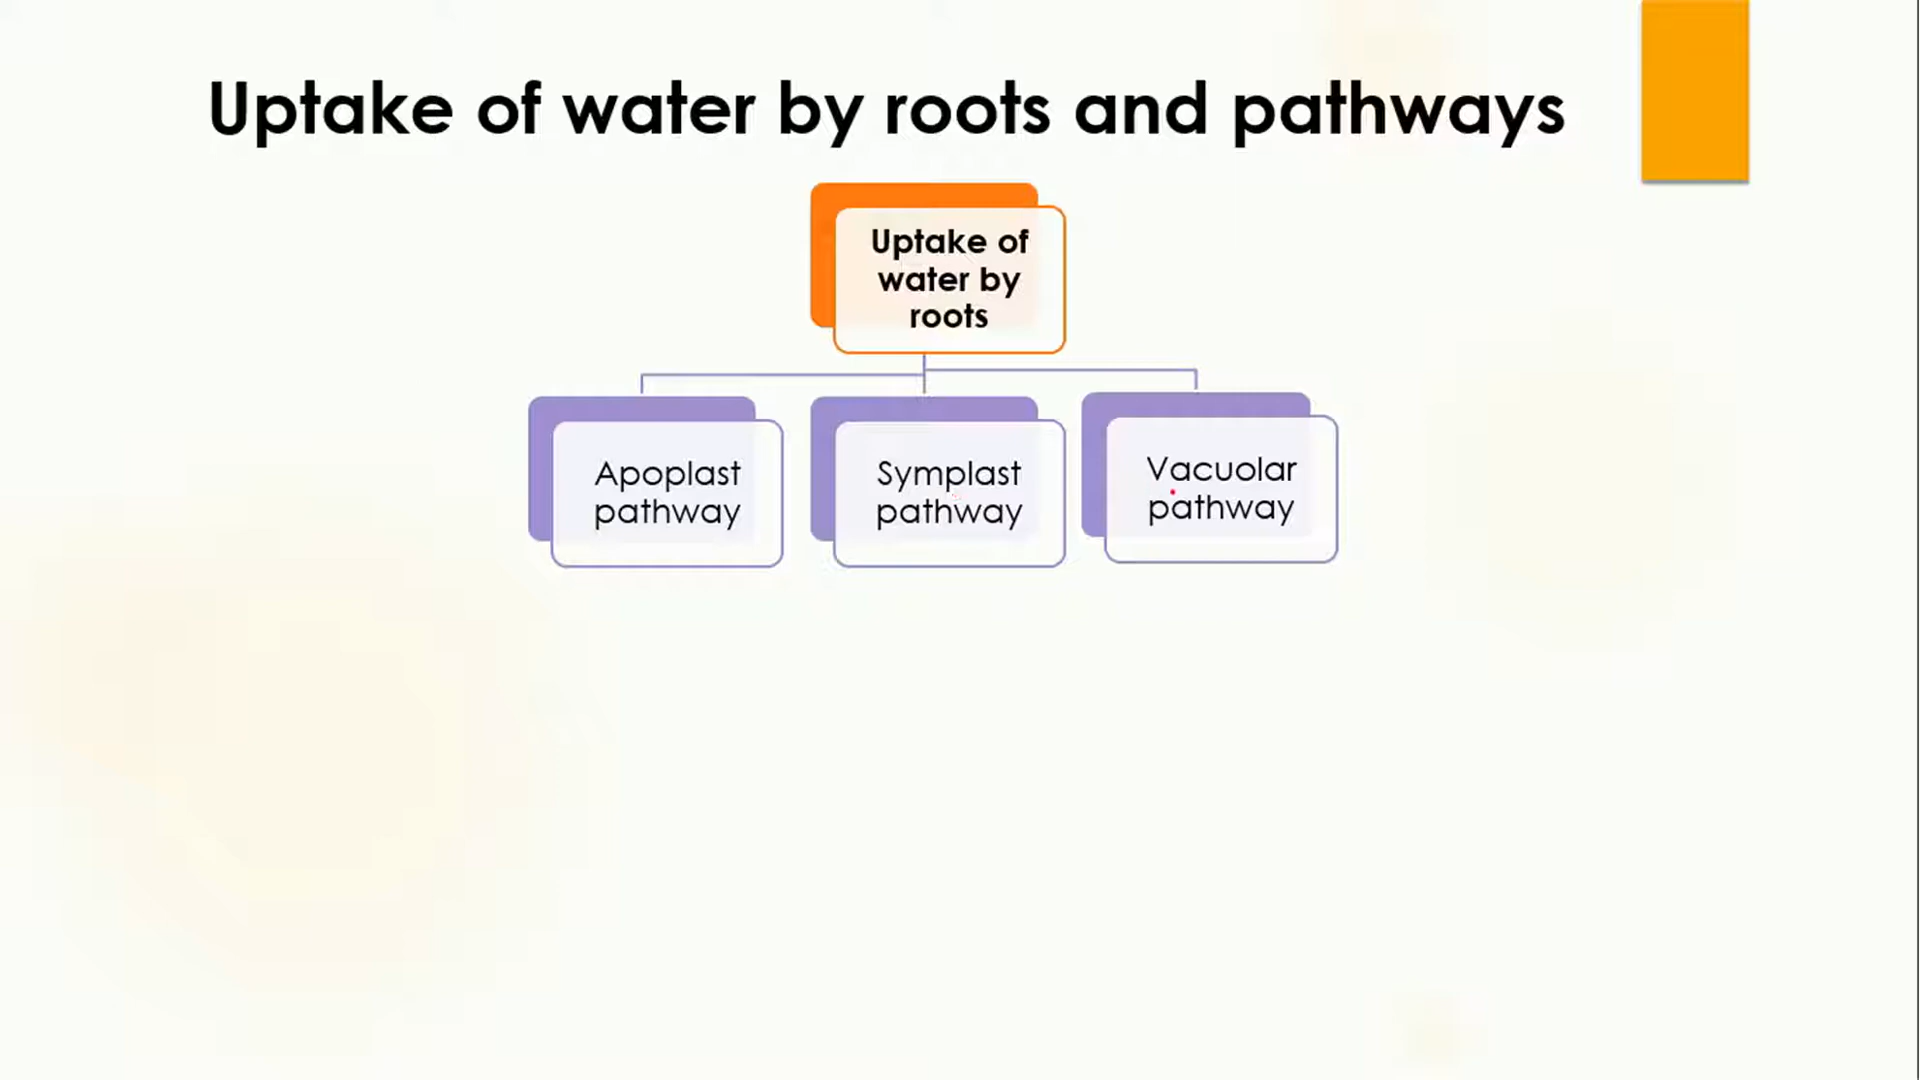 Uptake of water by roots and pathways
Uptake of
water by
roots
Apoplast
pathway
Symplast
pathway
Vacuolar
pathway